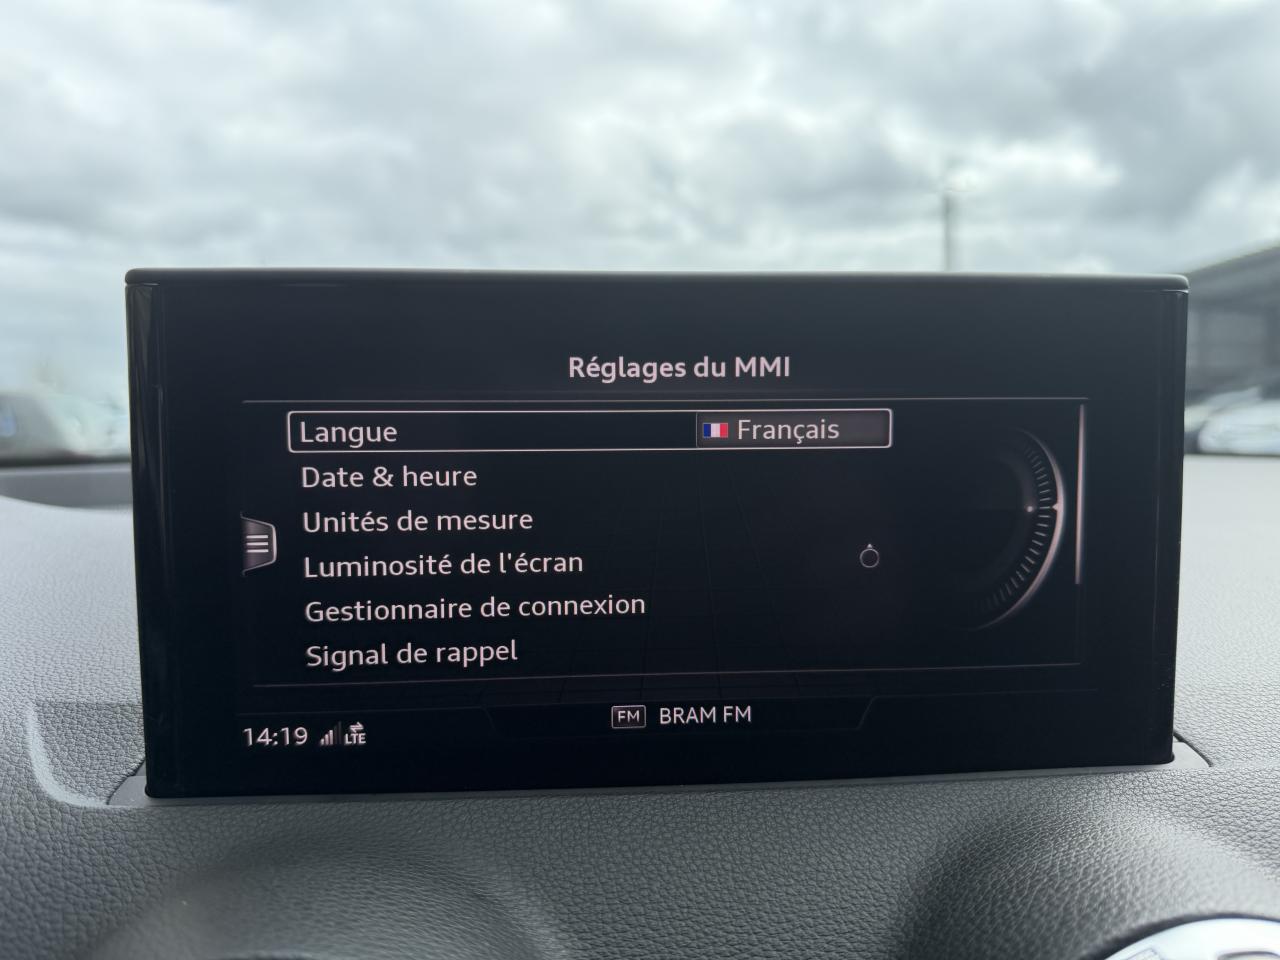 Réglages du MMI
Langue Français
Date & heure
Unités de mesure
Luminosité de l'écran
Gestionnaire de connexion
Signal de rappel
FM BRAM FM
14:19 LTE